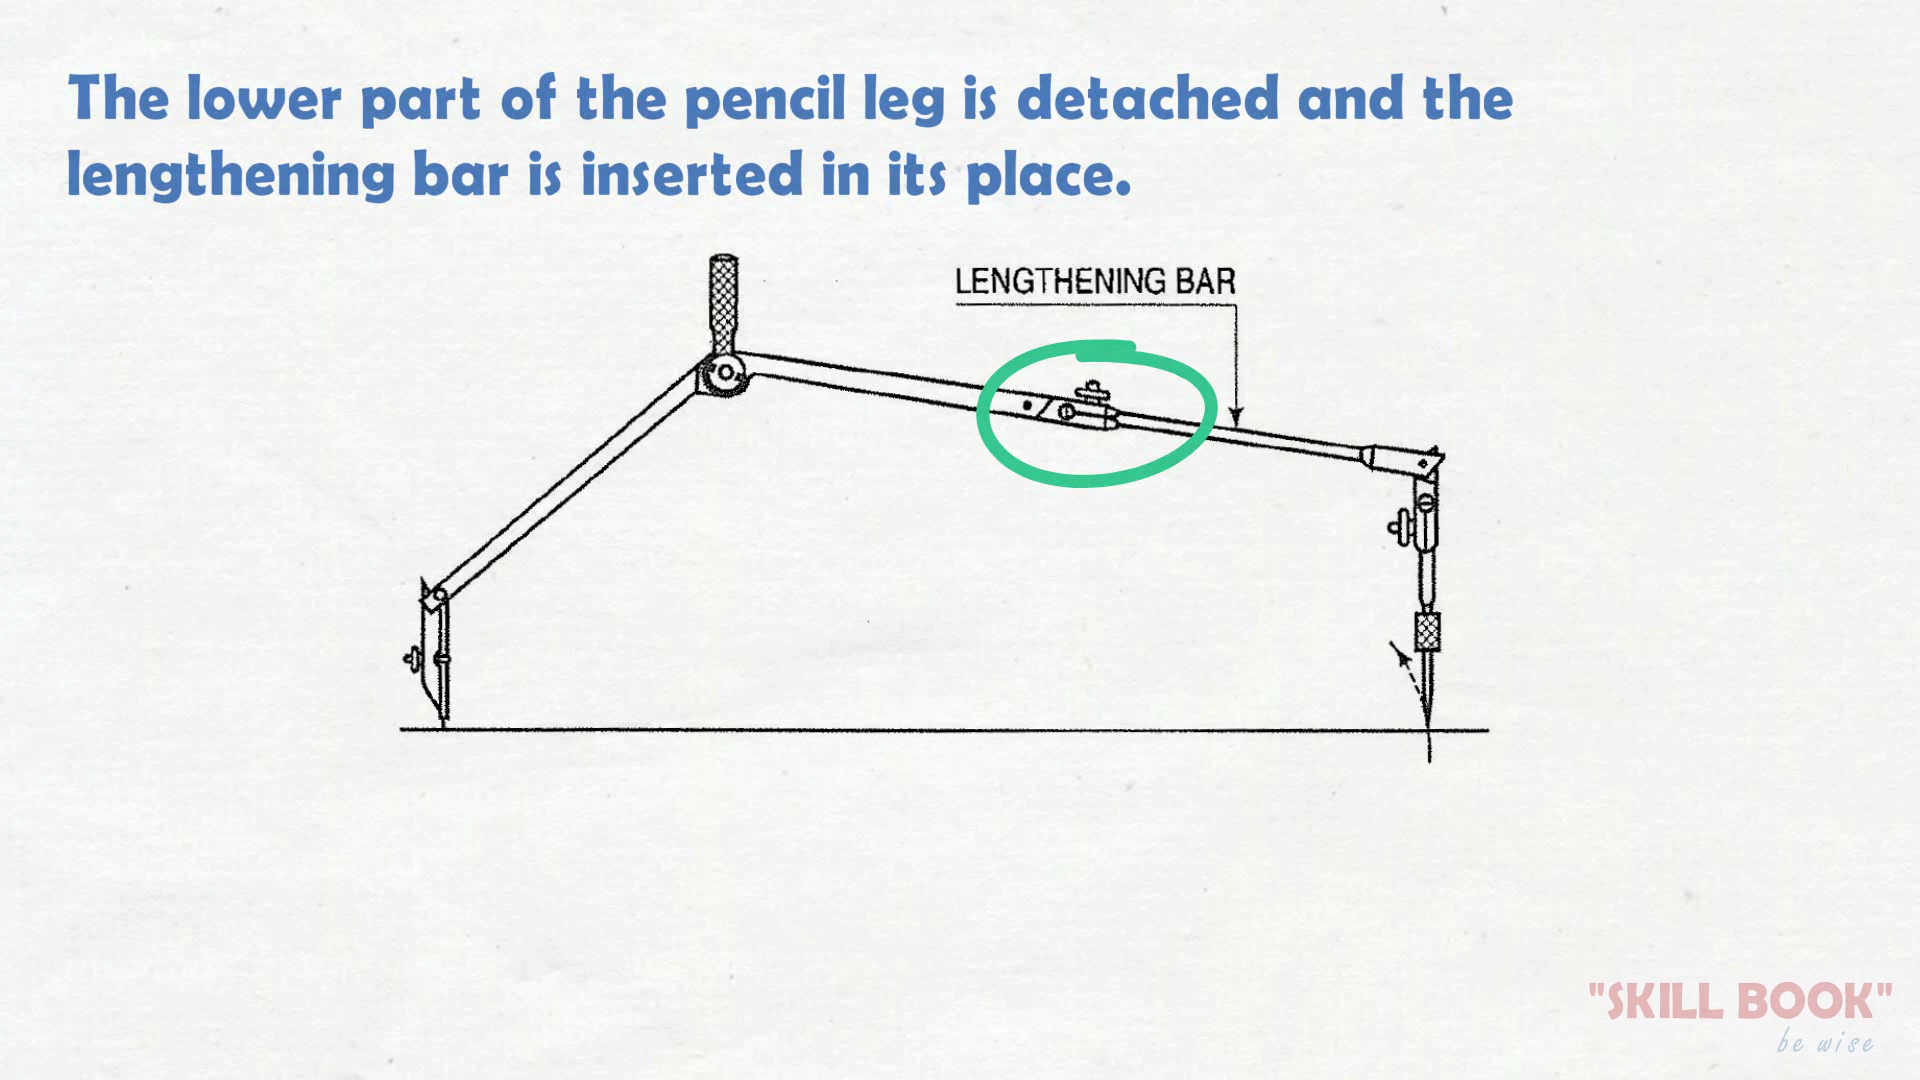 The lower part of the pencil leg is detached and the
lengthening bar is inserted in its place.
LENGTHENING BAR
"SKILL BOOK"
be wise